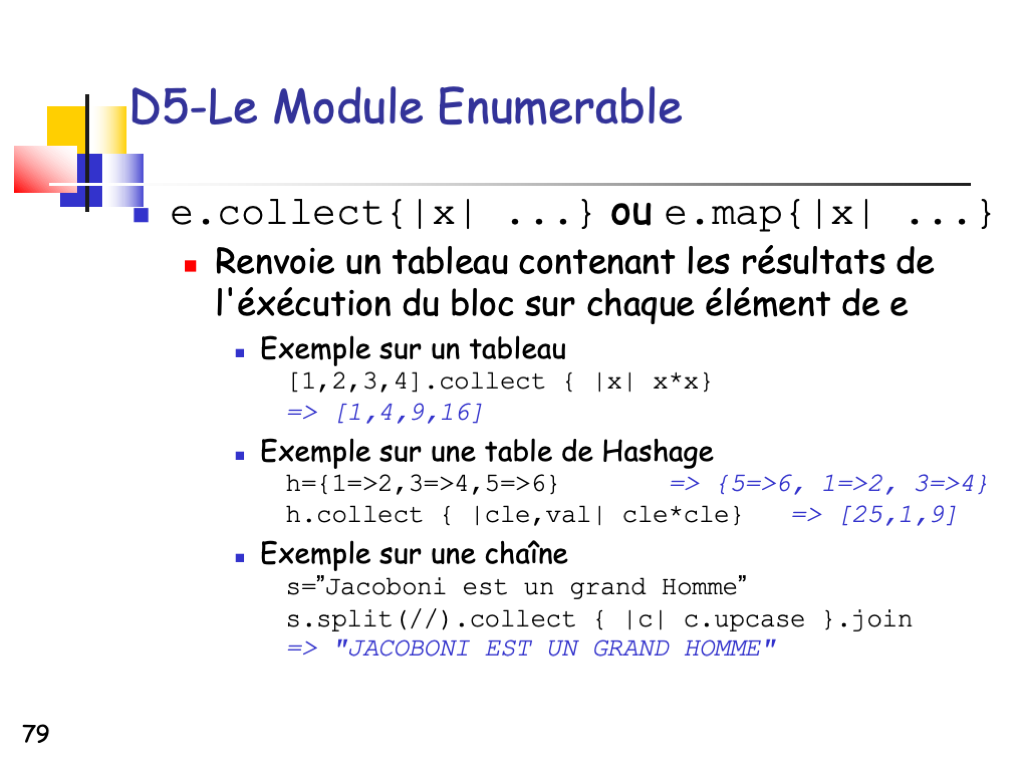 D5-Le Module Enumerable
e.collect{|x| ...} ou e.map{|x| ...}
Renvoie un tableau contenant les résultats de
l'éxécution du bloc sur chaque élément de e
Exemple sur un tableau
[1,2,3,4].collect { |x| x*x}
=> [1,4,9,16]
Exemple sur une table de Hashage
h={1=>2,3=>4,5=>6} => {5=>6, 1=>2, 3=>4}
h.collect { |cle,val| cle*cle} => [25,1,9]
Exemple sur une chaîne
s=”Jacoboni est un grand Homme”
s.split(//).collect { |c| c.upcase }.join
=> "JACOBONI EST UN GRAND HOMME"
79